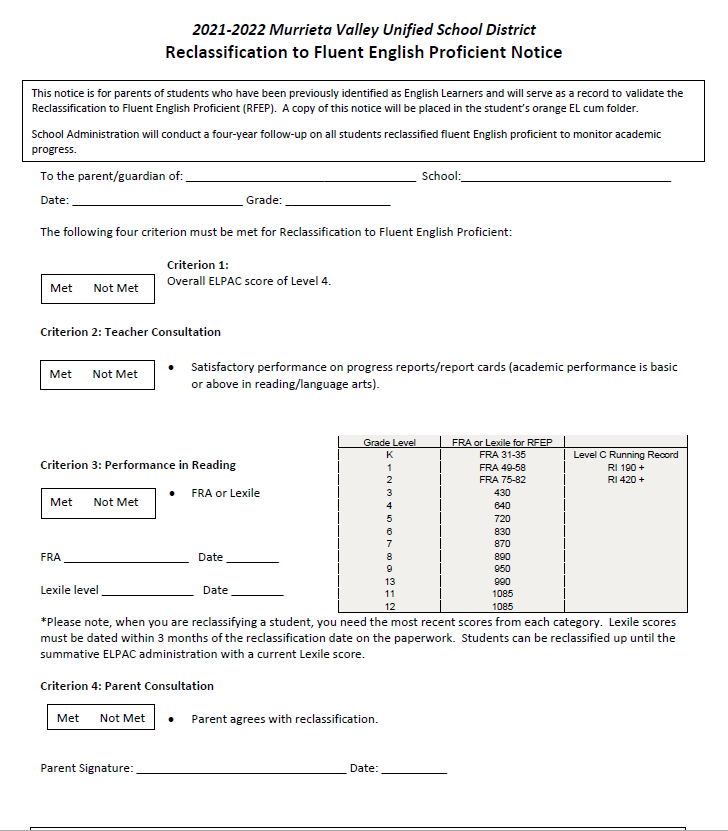 2021-2022 Murrieta Valley Unified School District
Reclassification to Fluent English Proficient Notice
This notice is for parents of students who have been previously identified as English Learners and will serve as a record to validate the
Reclassification to Fluent English Proficient (RFEP). A copy of this notice will be placed in the student's orange EL cum folder.
School Administration will conduct a four-year follow-up on all students reclassified fluent English proficient to monitor academic
progress.
To the parent/guardian of: ____________________ School: ____________________
Date: ____________________ Grade: ____________________
The following four criterion must be met for Reclassification to Fluent English Proficient:
Criterion 1:
Met Not Met Overall ELPAC score of Level 4.
Criterion 2: Teacher Consultation
Met Not Met • Satisfactory performance on progress reports/report cards (academic performance is basic
or above in reading/language arts).
Grade Level FRA or Lexile for RFEP
K FRA 31-35 Level C Running Record
1 FRA 49-58 RI 190 +
2 FRA 75-82 RI 420 +
3 430
4 640
5 720
6 830
7 870
8 890
9 950
13 990
11 1085
12 1085
Criterion 3: Performance in Reading
Met Not Met • FRA or Lexile
FRA ____________________ Date _________
Lexile level ________________ Date _________
*Please note, when you are reclassifying a student, you need the most recent scores from each category. Lexile scores
must be dated within 3 months of the reclassification date on the paperwork. Students can be reclassified up until the
summative ELPAC administration with a current Lexile score.
Criterion 4: Parent Consultation
Met Not Met • Parent agrees with reclassification.
Parent Signature: ____________________ Date: ___________